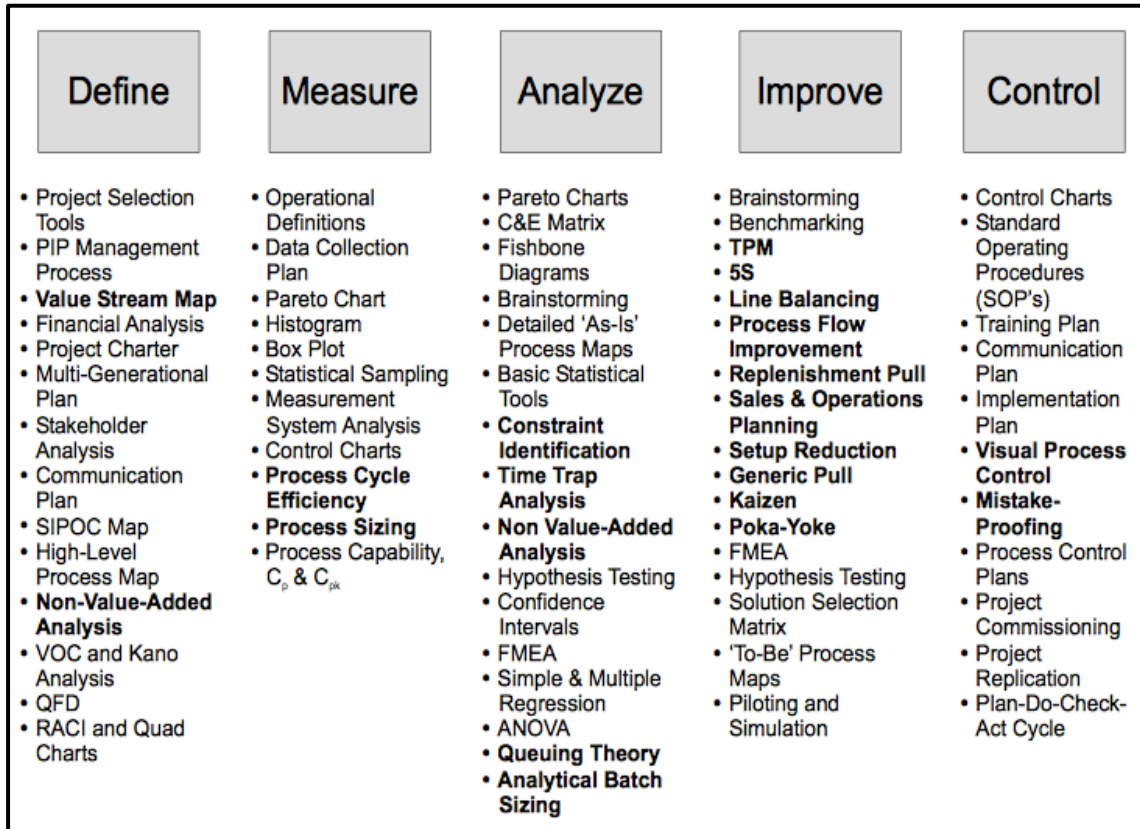 Define
• Project Selection
Tools
• PIP Management
Process
• Value Stream Map
• Financial Analysis
• Project Charter
• Multi-Generational
Plan
• Stakeholder
Analysis
• Communication
Plan
• SIPOC Map
• High-Level
Process Map
• Non-Value-Added
Analysis
• VOC and Kano
Analysis
• QFD
• RACI and Quad
Charts
Measure
• Operational
Definitions
• Data Collection
Plan
• Pareto Chart
• Histogram
• Box Plot
• Statistical Sampling
• Measurement
System Analysis
• Control Charts
• Process Cycle
Efficiency
• Process Sizing
• Process Capability,
Cp & Cpk
Analyze
• Pareto Charts
• C&E Matrix
• Fishbone
Diagrams
• Brainstorming
• Detailed ‘As-Is’
Process Maps
• Basic Statistical
Tools
• Constraint
Identification
• Time Trap
Analysis
• Non Value-Added
Analysis
• Hypothesis Testing
• Confidence
Intervals
• FMEA
• Simple & Multiple
Regression
• ANOVA
• Queuing Theory
• Analytical Batch
Sizing
Improve
• Brainstorming
• Benchmarking
• TPM
• 5S
• Line Balancing
• Process Flow
Improvement
• Replenishment Pull
• Sales & Operations
Planning
• Setup Reduction
• Generic Pull
• Kaizen
• Poka-Yoke
• FMEA
• Hypothesis Testing
• Solution Selection
Matrix
• 'To-Be' Process
Maps
• Piloting and
Simulation
Control
• Control Charts
• Standard
Operating
Procedures
(SOP's)
• Training Plan
• Communication
Plan
• Implementation
Plan
• Visual Process
Control
• Mistake-
Proofing
• Process Control
Plans
• Project
Commissioning
• Project
Replication
• Plan-Do-Check-
Act Cycle